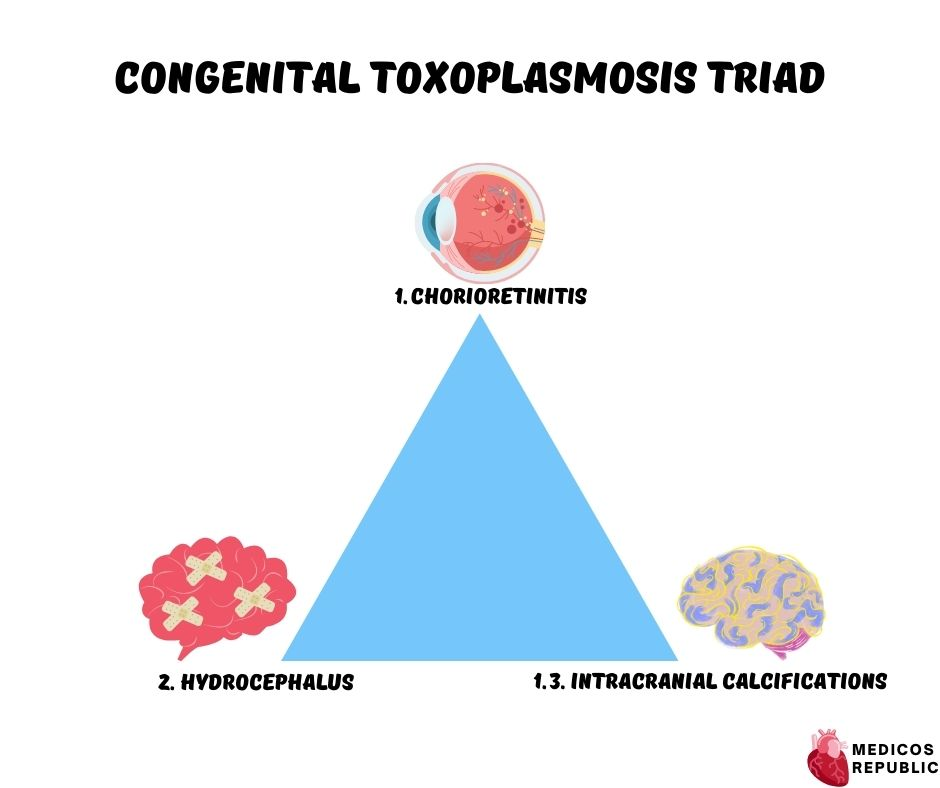 CONGENITAL TOXOPLASMOSIS TRIAD
1. CHORIORETINITIS
2. HYDROCEPHALUS
1.3. INTRACRANIAL CALCIFICATIONS
MEDICOS
REPUBLIC